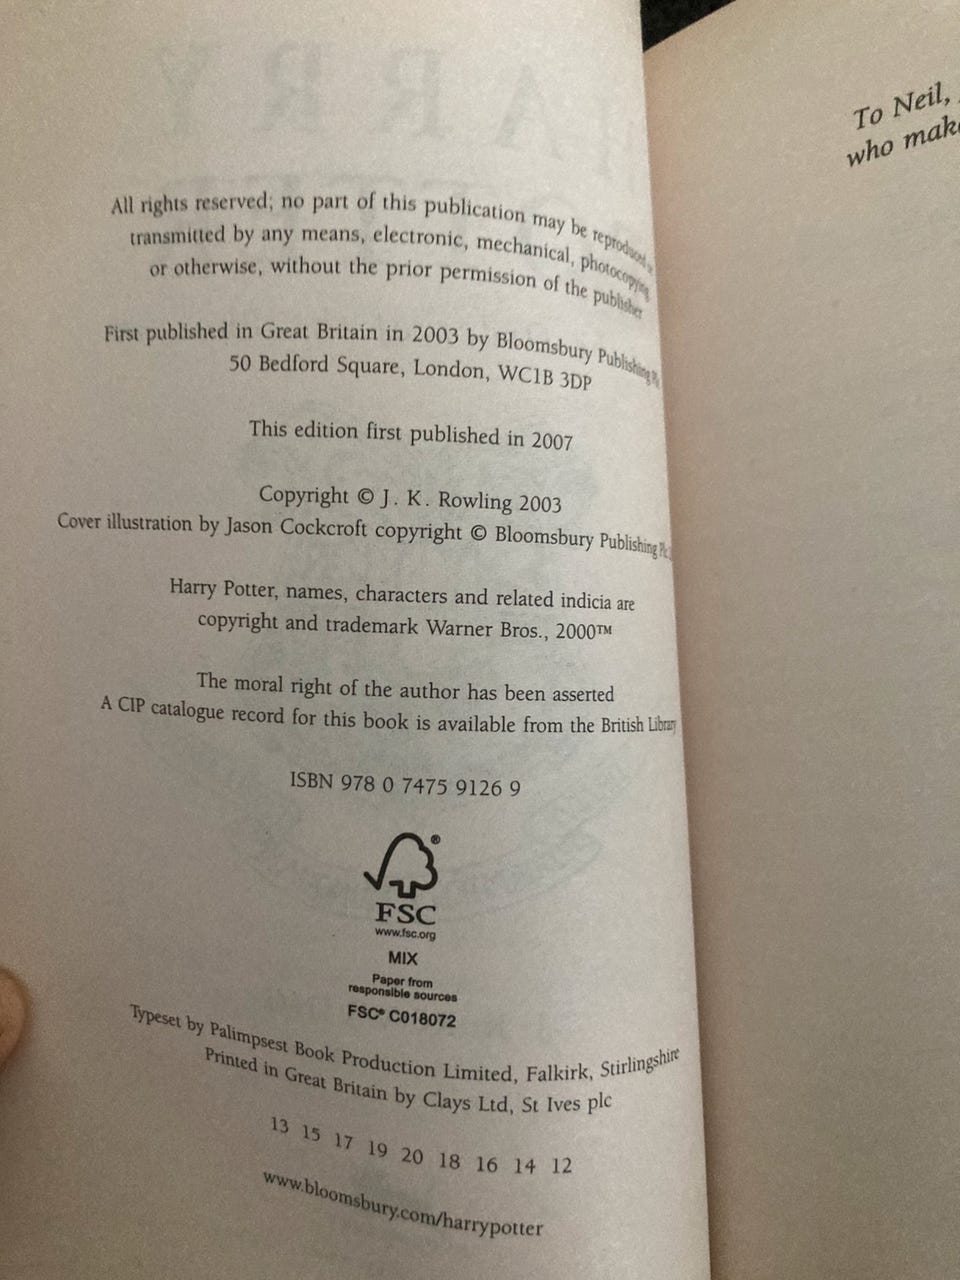 All rights reserved; no part of this publication may be reproduced or
transmitted by any means, electronic, mechanical, photocopying
or otherwise, without the prior permission of the publisher
First published in Great Britain in 2003 by Bloomsbury Publishing Plc
50 Bedford Square, London, WC1B 3DP
This edition first published in 2007
Copyright © J. K. Rowling 2003
Cover illustration by Jason Cockcroft copyright © Bloomsbury Publishing Plc
Harry Potter, names, characters and related indicia are
copyright and trademark Warner Bros., 2000™
The moral right of the author has been asserted
A CIP catalogue record for this book is available from the British Library
ISBN 978 0 7475 9126 9
®
FSC
www.fsc.org
MIX
Paper from
responsible sources
FSC® C018072
Typeset by Palimpsest Book Production Limited, Falkirk, Stirlingshire
Printed in Great Britain by Clays Ltd, St Ives plc
13 15 17 19 20 18 16 14 12
www.bloomsbury.com/harrypotter
To Neil,
who make